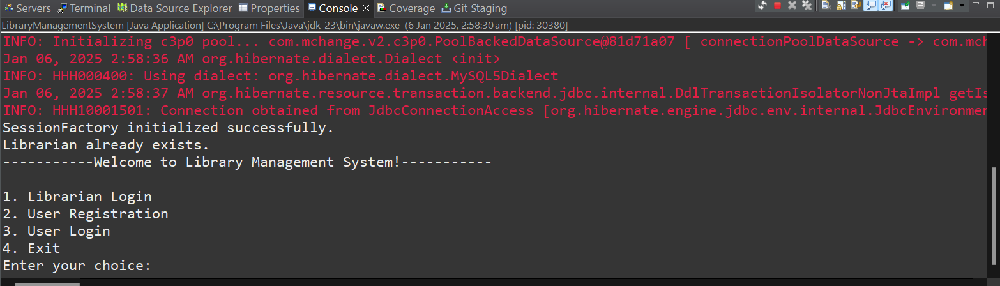 Servers Terminal Data Source Explorer Properties Console Coverage Git Staging
LibraryManagementSystem [Java Application] C:\Program Files\Java\jdk-23\bin\javaw.exe (6 Jan 2025, 2:58:30 am) [pid: 30380]
INFO: Initializing c3p0 pool... com.mchange.v2.c3p0.PoolBackedDataSource@81d71a07 [ connectionPoolDataSource -> com.mch
Jan 06, 2025 2:58:36 AM org.hibernate.dialect.Dialect <init>
INFO: HHH000400: Using dialect: org.hibernate.dialect.MySQL5Dialect
Jan 06, 2025 2:58:37 AM org.hibernate.resource.transaction.backend.jdbc.internal.DdlTransactionIsolatorNonJtaImpl getIs
INFO: HHH10001501: Connection obtained from JdbcConnectionAccess [org.hibernate.engine.jdbc.env.internal.JdbcEnvironmen
SessionFactory initialized successfully.
Librarian already exists.
-----------Welcome to Library Management System!-----------
1. Librarian Login
2. User Registration
3. User Login
4. Exit
Enter your choice: